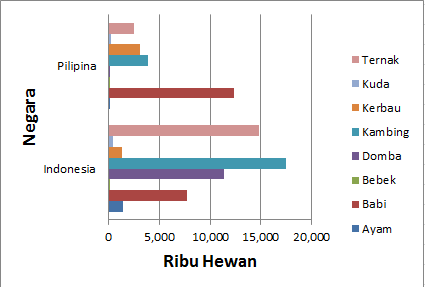 Negara
Pilipina
Indonesia
0 5,000 10,000 15,000 20,000
Ribu Hewan
Ternak
Kuda
Kerbau
Kambing
Domba
Bebek
Babi
Ayam